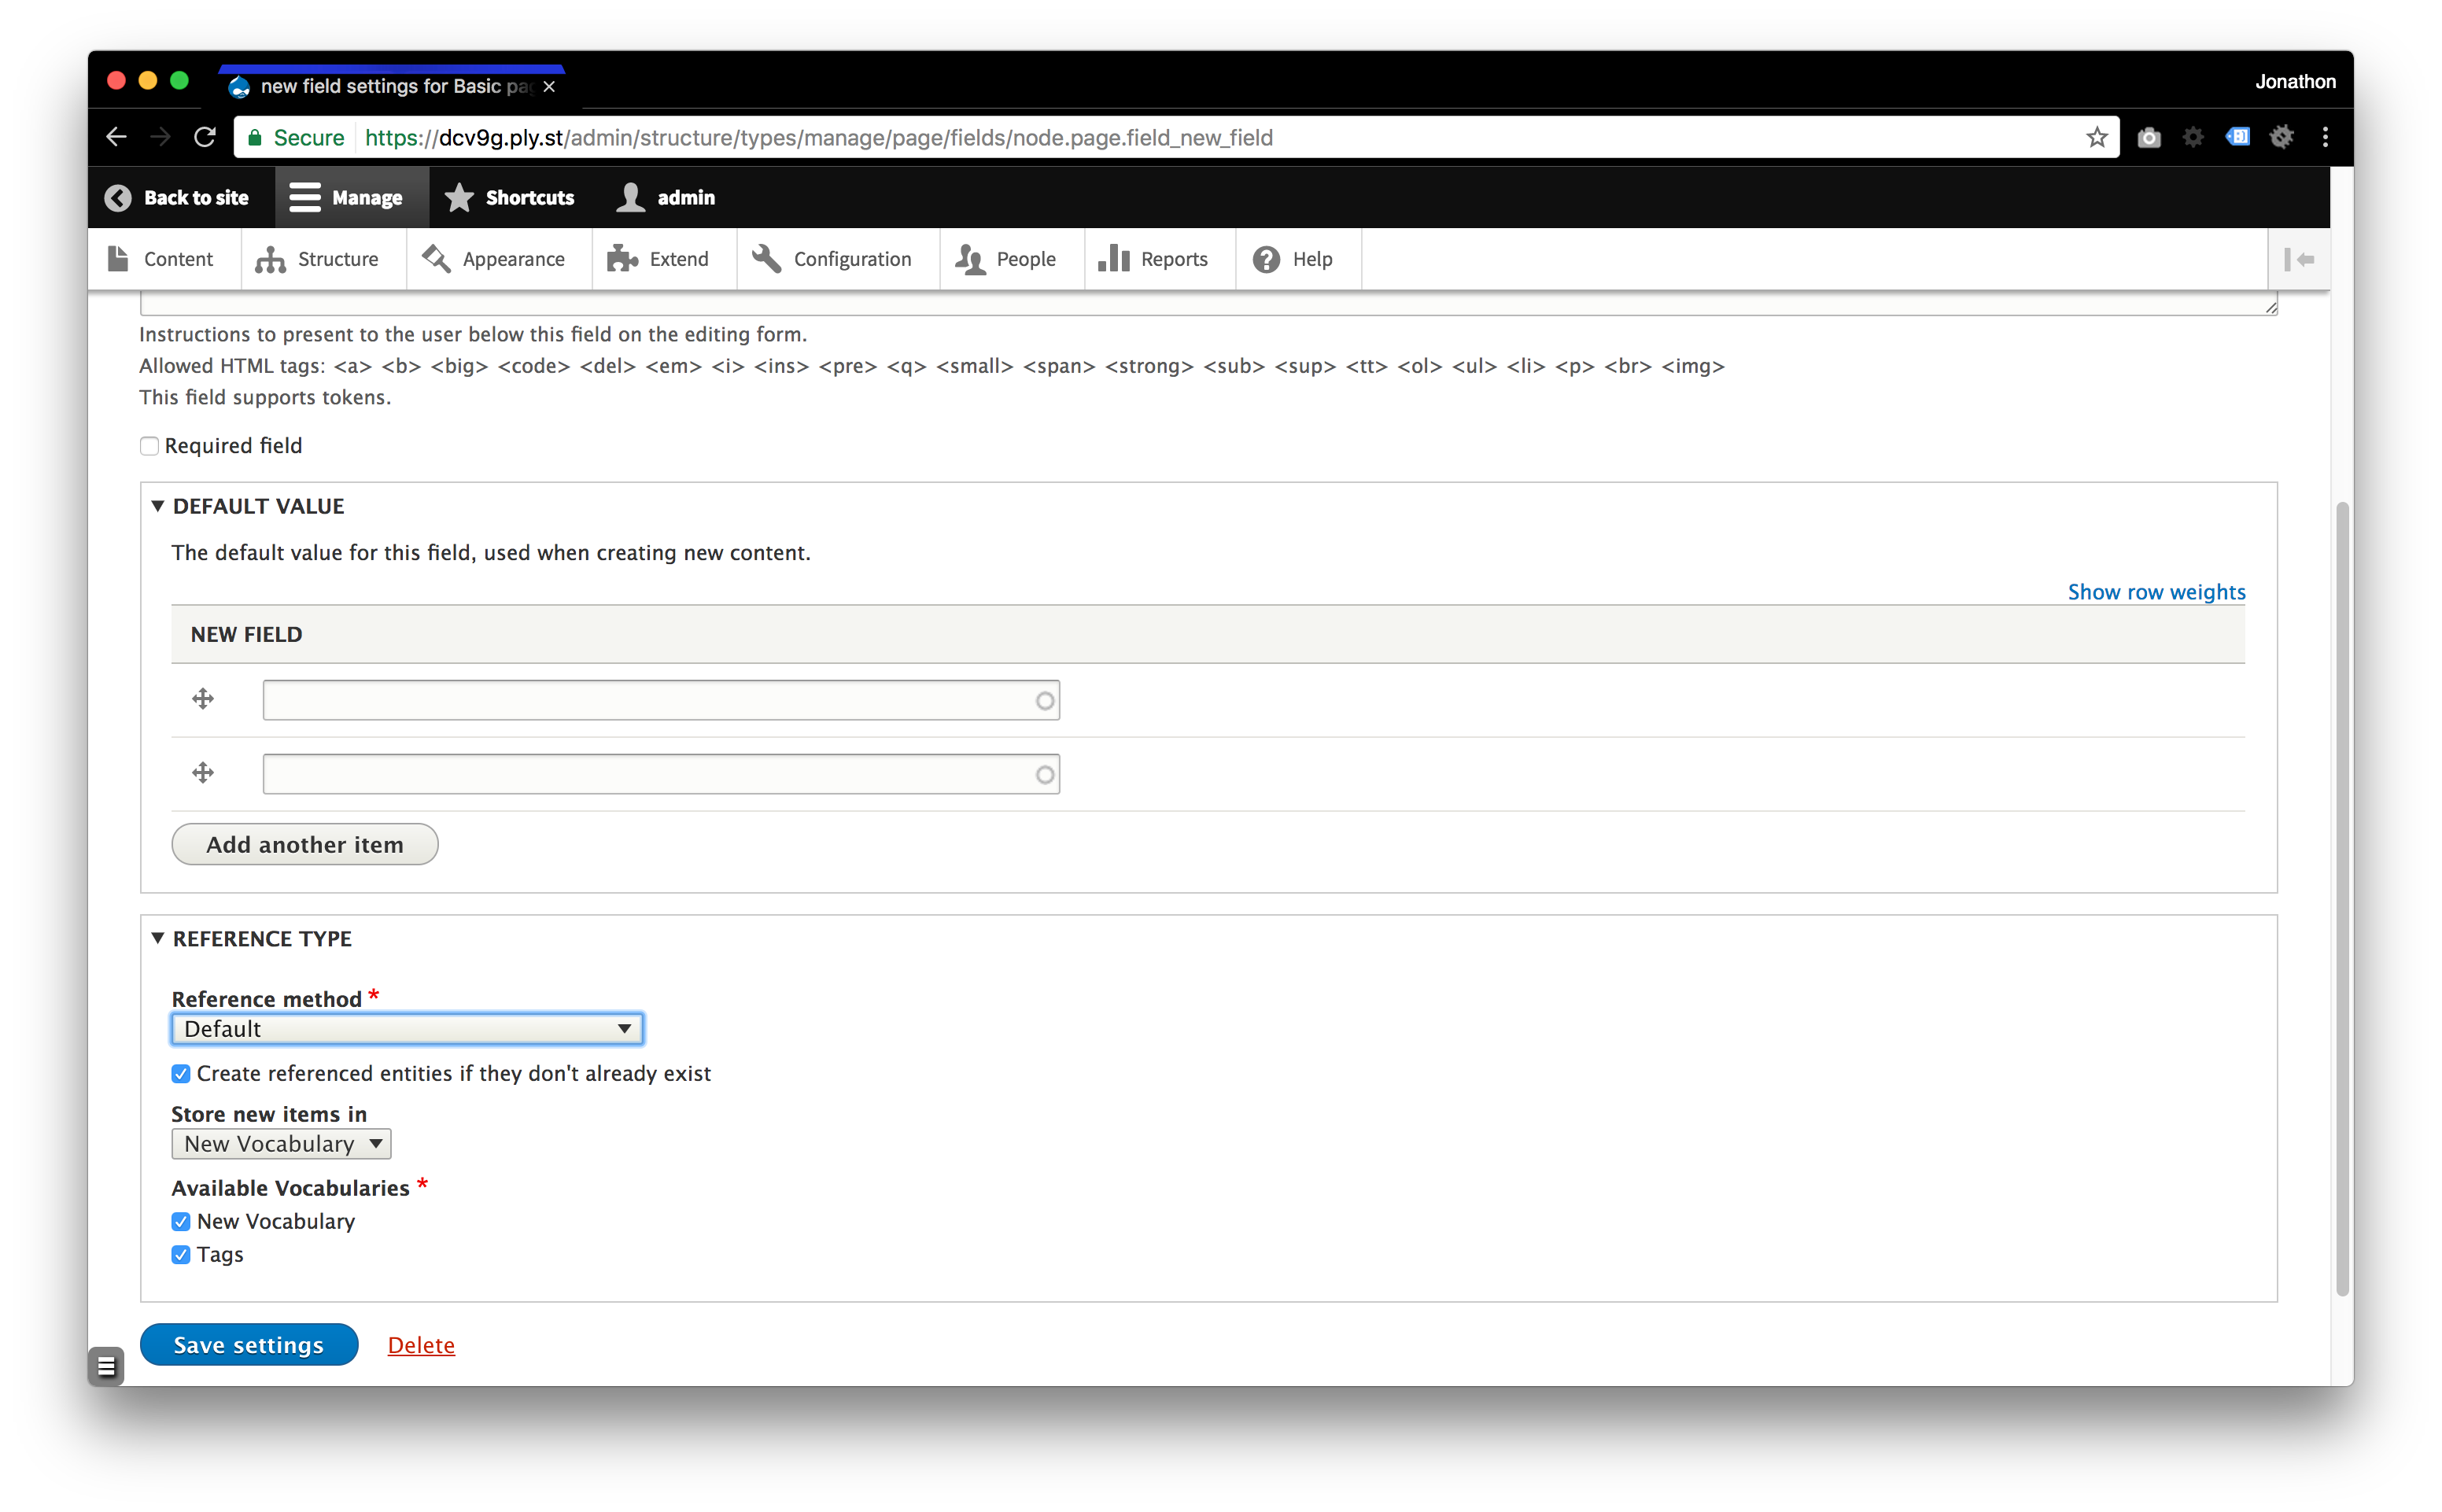 new field settings for Basic pa
Jonathon
Secure https://dcv9g.ply.st/admin/structure/types/manage/page/fields/node.page.field_new_field
Back to site Manage Shortcuts admin
Content Structure Appearance Extend Configuration People Reports Help
Instructions to present to the user below this field on the editing form.
Allowed HTML tags: <a> <b> <big> <code> <del> <em> <i> <ins> <pre> <q> <small> <span> <strong> <sub> <sup> <tt> <ol> <ul> <li> <p> <br> <img>
This field supports tokens.
Required field
DEFAULT VALUE
The default value for this field, used when creating new content.
Show row weights
NEW FIELD
Add another item
REFERENCE TYPE
Reference method *
Default
Create referenced entities if they don't already exist
Store new items in
New Vocabulary
Available Vocabularies *
New Vocabulary
Tags
Save settings Delete